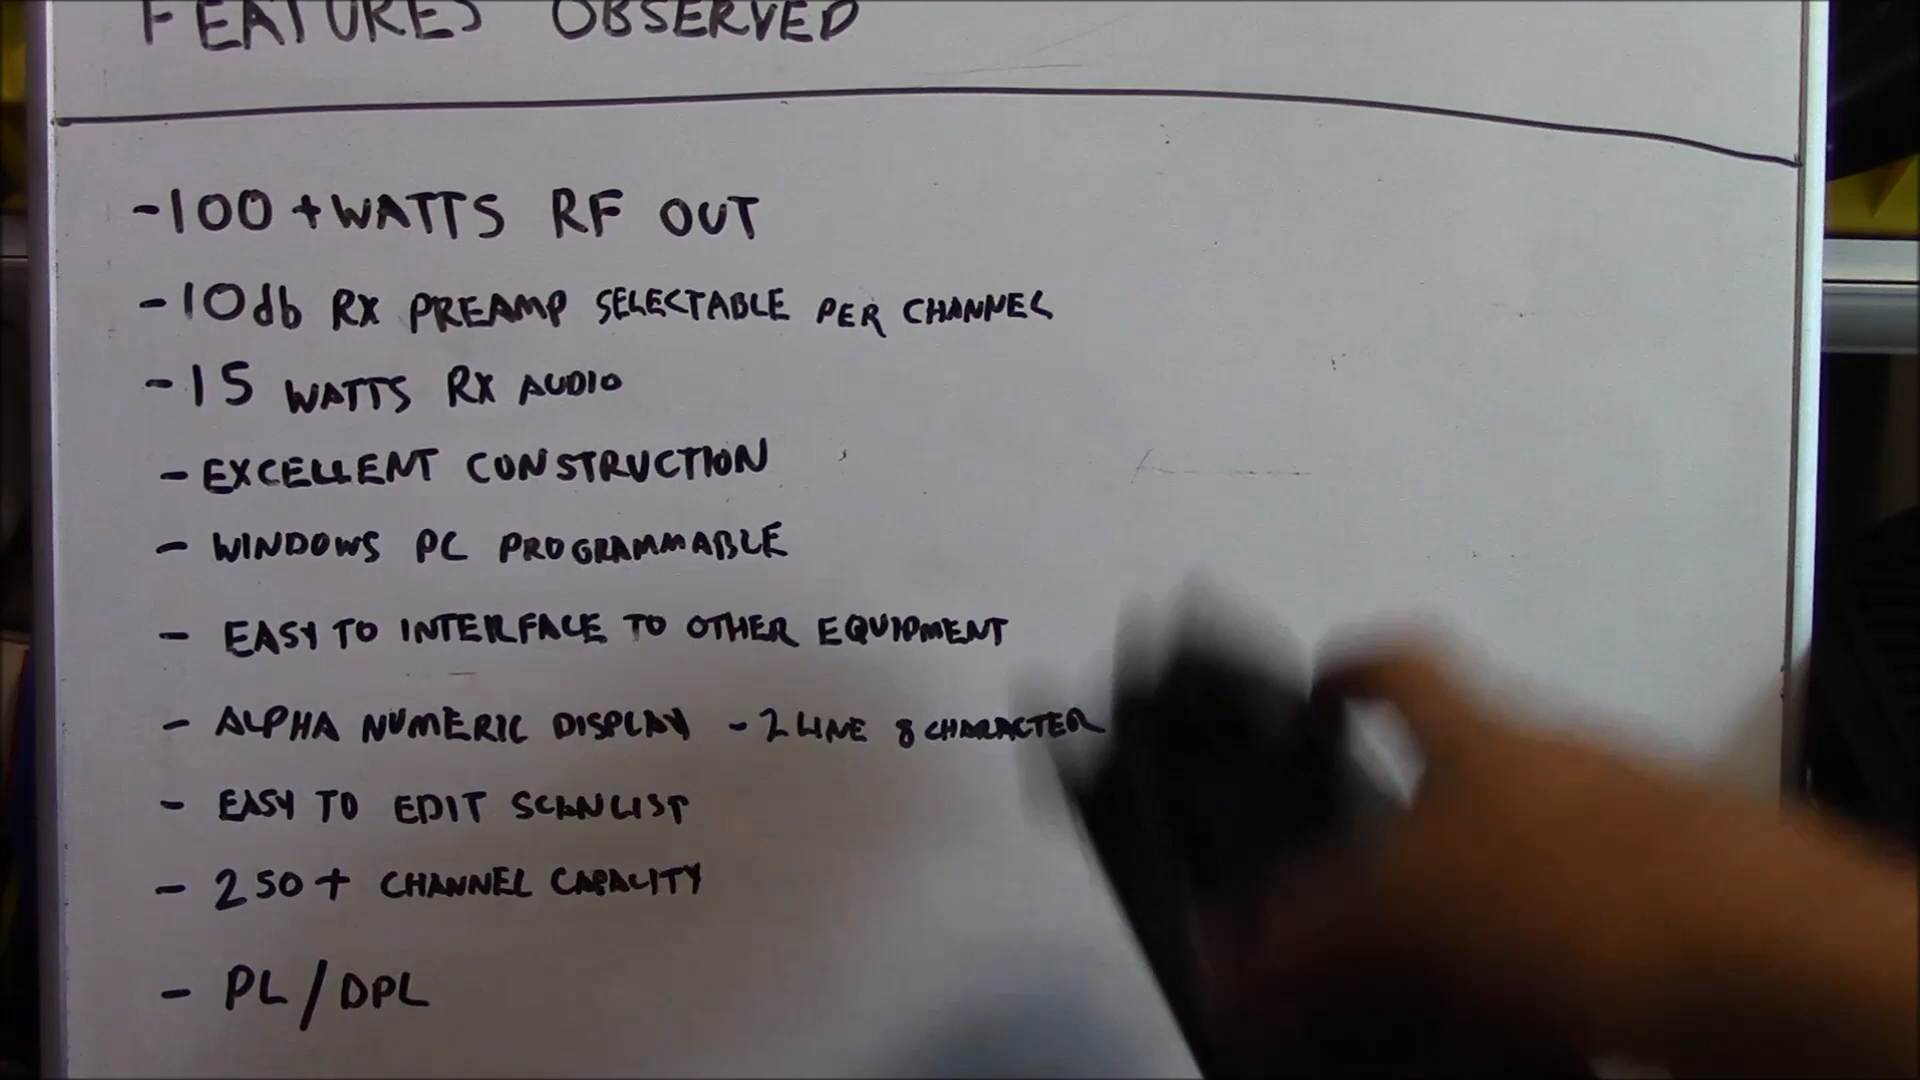 FEATURES OBSERVED
-100 + WATTS RF OUT
-10db RX PREAMP SELECTABLE PER CHANNEL
-15 WATTS RX AUDIO
- EXCELLENT CONSTRUCTION
- WINDOWS PC PROGRAMMABLE
- EASY TO INTERFACE TO OTHER EQUIPMENT
- ALPHA NUMERIC DISPLAY - 2 LINE 8 CHARACTER
- EASY TO EDIT SCANLIST
- 250+ CHANNEL CAPACITY
- PL/DPL